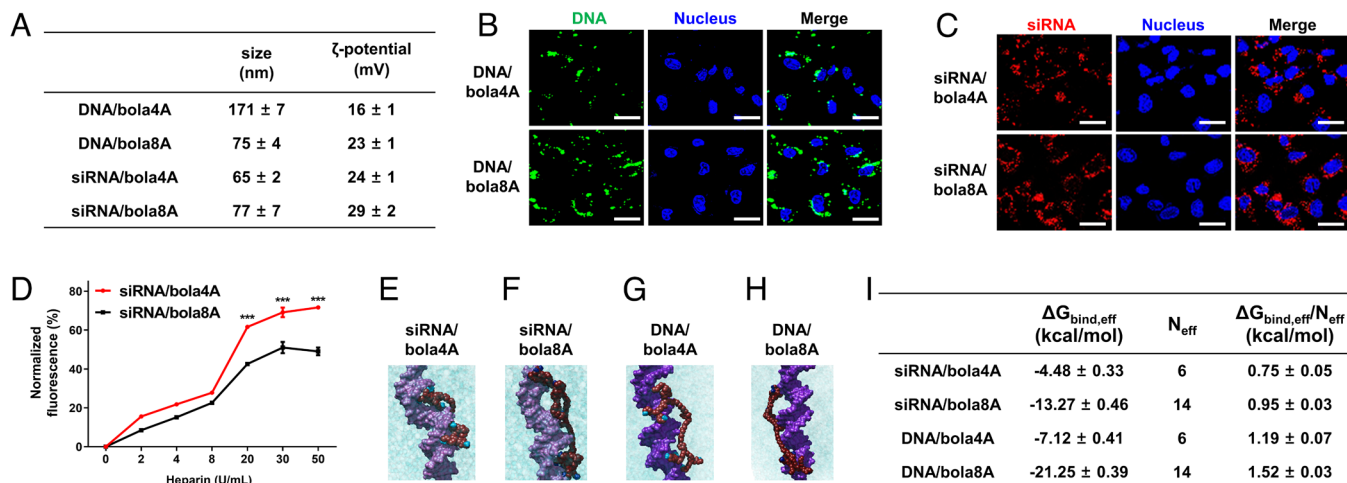 A
size
(nm)
ζ-potential
(mV)
DNA/bola4A 171 ± 7 16 ± 1
DNA/bola8A 75 ± 4 23 ± 1
siRNA/bola4A 65 ± 2 24 ± 1
siRNA/bola8A 77 ± 7 29 ± 2
B
DNA Nucleus Merge
DNA/
bola4A
DNA/
bola8A
C
siRNA Nucleus Merge
siRNA/
bola4A
siRNA/
bola8A
D
siRNA/bola4A
siRNA/bola8A
*** *** ***
Normalized
fluorescence (%)
80
60
40
20
0
0 2 4 8 20 30 50
Heparin (U/mL)
E
siRNA/
bola4A
F
siRNA/
bola8A
G
DNA/
bola4A
H
DNA/
bola8A
I
ΔGbind,eff
(kcal/mol)
Neff
ΔGbind,eff/Neff
(kcal/mol)
siRNA/bola4A -4.48 ± 0.33 6 0.75 ± 0.05
siRNA/bola8A -13.27 ± 0.46 14 0.95 ± 0.03
DNA/bola4A -7.12 ± 0.41 6 1.19 ± 0.07
DNA/bola8A -21.25 ± 0.39 14 1.52 ± 0.03